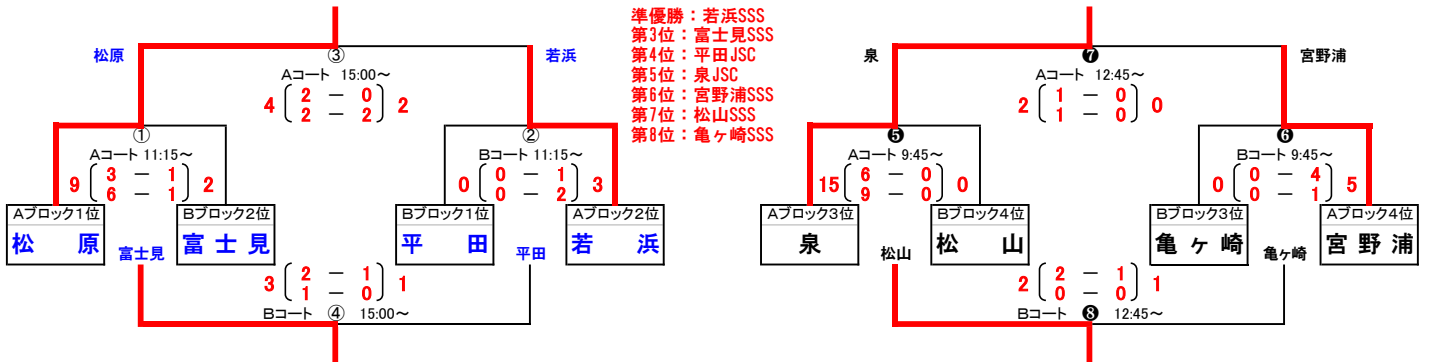 準優勝：若浜SSS
第3位：富士見SSS
第4位：平田JSC
第5位：泉JSC
第6位：宮野浦SSS
第7位：松山SSS
第8位：亀ヶ崎SSS
松原
若浜
③
Aコート 15:00～
4 2 － 0 2
2 － 2
①
Aコート 11:15～
9 3 － 1 2
6 － 1
②
Bコート 11:15～
0 0 － 1 3
0 － 2
Aブロック1位
松 原
Bブロック2位
富士見
Bブロック1位
平 田
Aブロック2位
若 浜
富士見
平田
3 2 － 1 1
1 － 0
Bコート ④ 15:00～
泉
宮野浦
❼
Aコート 12:45～
2 1 － 0 0
1 － 0
❺
Aコート 9:45～
15 6 － 0 0
9 － 0
❻
Bコート 9:45～
0 0 － 4 5
0 － 1
Aブロック3位
泉
Bブロック4位
松 山
Bブロック3位
亀ヶ崎
Aブロック4位
宮野浦
松山
亀ヶ崎
2 2 － 1 1
0 － 0
Bコート ❽ 12:45～